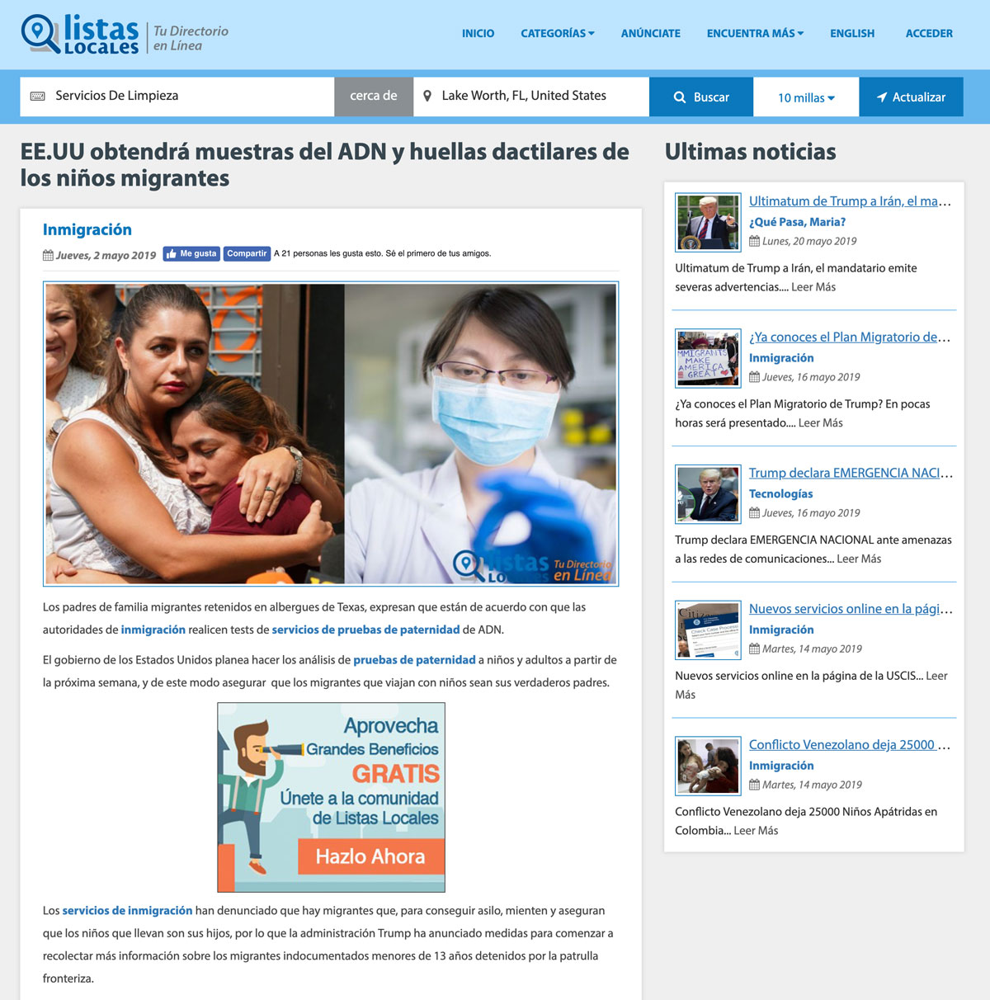 listas
LOCALES
Tu Directorio
en Línea
INICIO
CATEGORÍAS
ANÚNCIATE
ENCUENTRA MÁS
ENGLISH
ACCEDER
Servicios De Limpieza
cerca de
Lake Worth, FL, United States
Buscar
10 millas
Actualizar
EE.UU obtendrá muestras del ADN y huellas dactilares de
los niños migrantes
Inmigración
Jueves, 2 mayo 2019
Me gusta
Compartir
A 21 personas les gusta esto. Sé el primero de tus amigos.
listas
LOCALES
Tu Directorio
en Línea
Los padres de familia migrantes retenidos en albergues de Texas, expresan que están de acuerdo con que las
autoridades de inmigración realicen tests de servicios de pruebas de paternidad de ADN.
El gobierno de los Estados Unidos planea hacer los análisis de pruebas de paternidad a niños y adultos a partir de
la próxima semana, y de este modo asegurar  que los migrantes que viajan con niños sean sus verdaderos padres.
Aprovecha
Grandes Beneficios
GRATIS
Únete a la comunidad
de Listas Locales
Hazlo Ahora
Los servicios de inmigración han denunciado que hay migrantes que, para conseguir asilo, mienten y aseguran
que los niños que llevan son sus hijos, por lo que la administración Trump ha anunciado medidas para comenzar a
recolectar más información sobre los migrantes indocumentados menores de 13 años detenidos por la patrulla
fronteriza.
Ultimas noticias
Ultimatum de Trump a Irán, el ma...
¿Qué Pasa, Maria?
Lunes, 20 mayo 2019
Ultimatum de Trump a Irán, el mandatario emite
severas advertencias.... Leer Más
IMMIGRANTS
MAKE
AMERICA
GREAT
¿Ya conoces el Plan Migratorio de...
Inmigración
Jueves, 16 mayo 2019
¿Ya conoces el Plan Migratorio de Trump? En pocas
horas será presentado.... Leer Más
Trump declara EMERGENCIA NACI...
Tecnologías
Jueves, 16 mayo 2019
Trump declara EMERGENCIA NACIONAL ante amenazas
a las redes de comunicaciones... Leer Más
Citiz
Check Case Process
Nuevos servicios online en la pági...
Inmigración
Martes, 14 mayo 2019
Nuevos servicios online en la página de la USCIS... Leer
Más
Conflicto Venezolano deja 25000 ...
Inmigración
Martes, 14 mayo 2019
Conflicto Venezolano deja 25000 Niños Apátridas en
Colombia... Leer Más